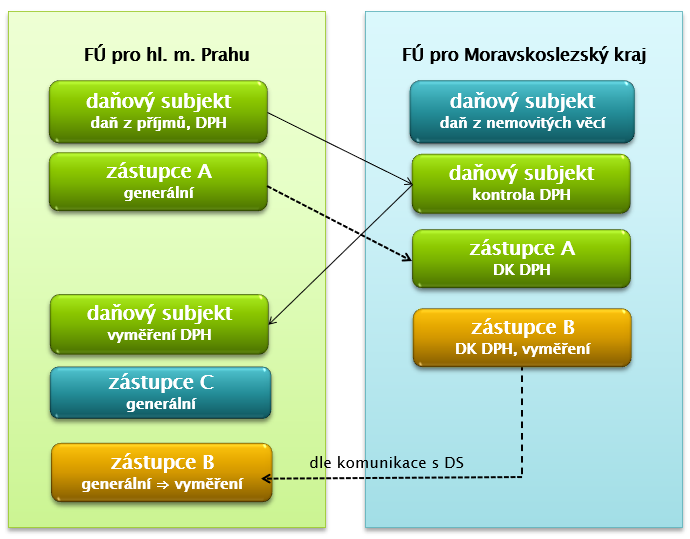 FÚ pro hl. m. Prahu
daňový subjekt
daň z příjmů, DPH
zástupce A
generální
daňový subjekt
vyměření DPH
zástupce C
generální
zástupce B
generální ⇒ vyměření
FÚ pro Moravskoslezský kraj
daňový subjekt
daň z nemovitých věcí
daňový subjekt
kontrola DPH
zástupce A
DK DPH
zástupce B
DK DPH, vyměření
dle komunikace s DS